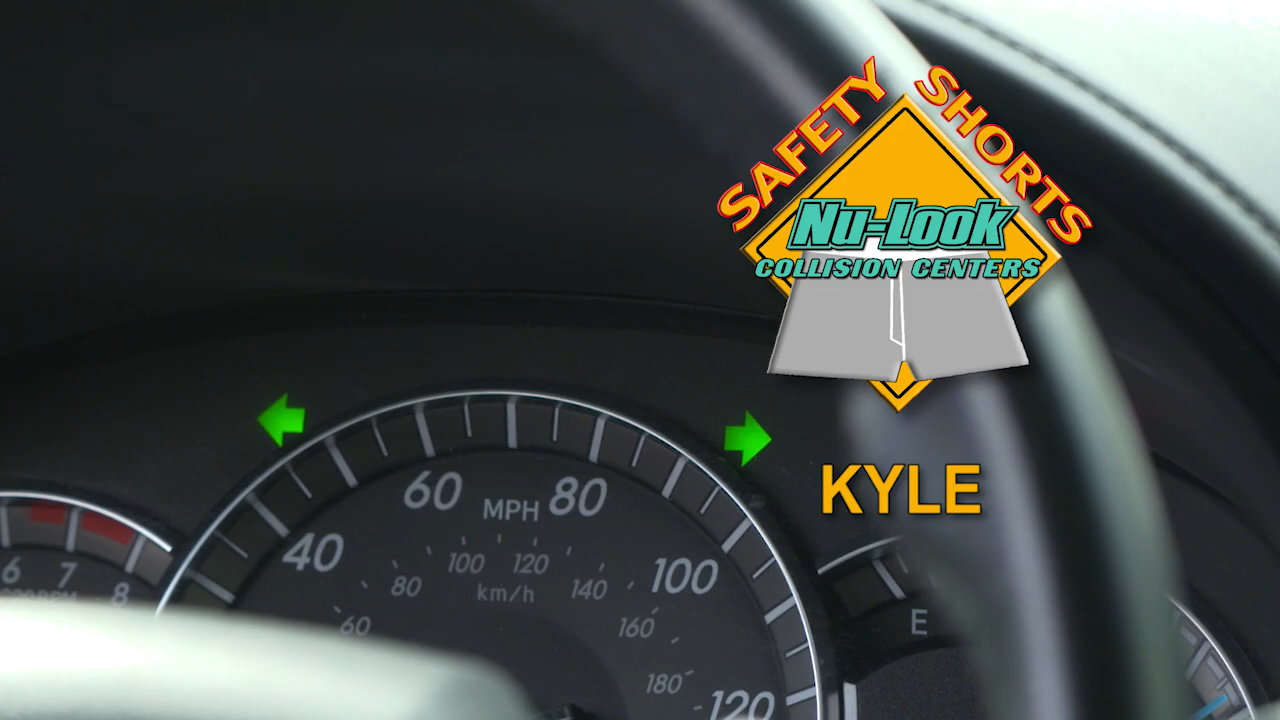 SAFETY SHORTS
Nu-Look
COLLISION CENTERS
KYLE
60 MPH 80
40
100 120
100
80
140
km/h
6 7 8
60
160
E
180
120